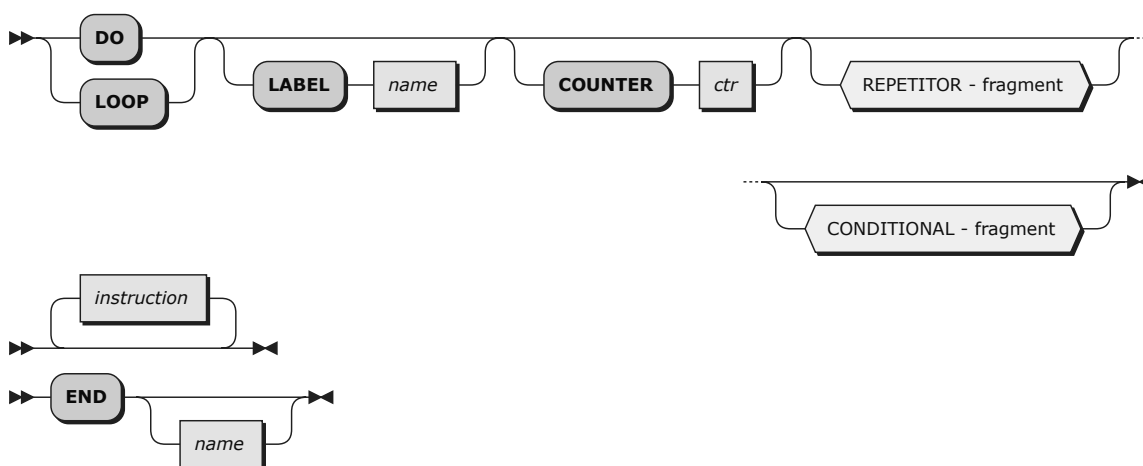 DO
LOOP LABEL name COUNTER ctr REPETITOR - fragment
CONDITIONAL - fragment
instruction
END
name